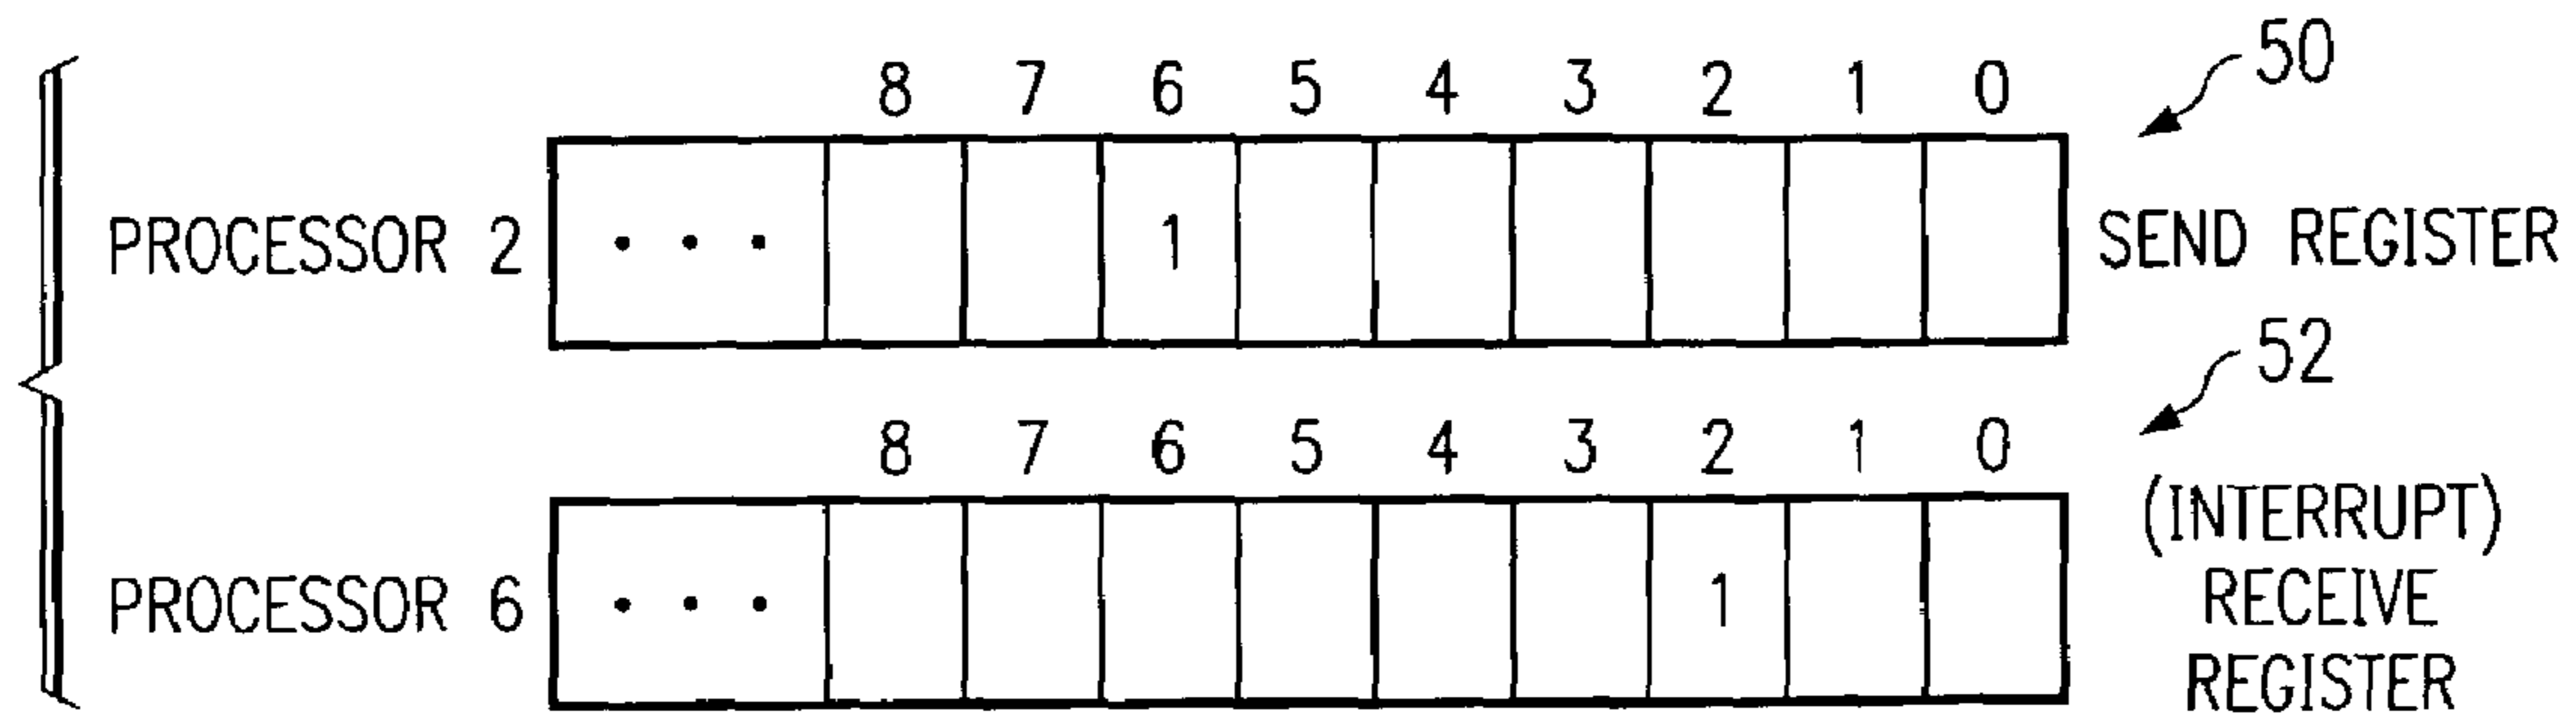 8 7 6 5 4 3 2 1 0 50
PROCESSOR 2 ... 1 SEND REGISTER
8 7 6 5 4 3 2 1 0 52
PROCESSOR 6 ... 1 (INTERRUPT)
RECEIVE
REGISTER